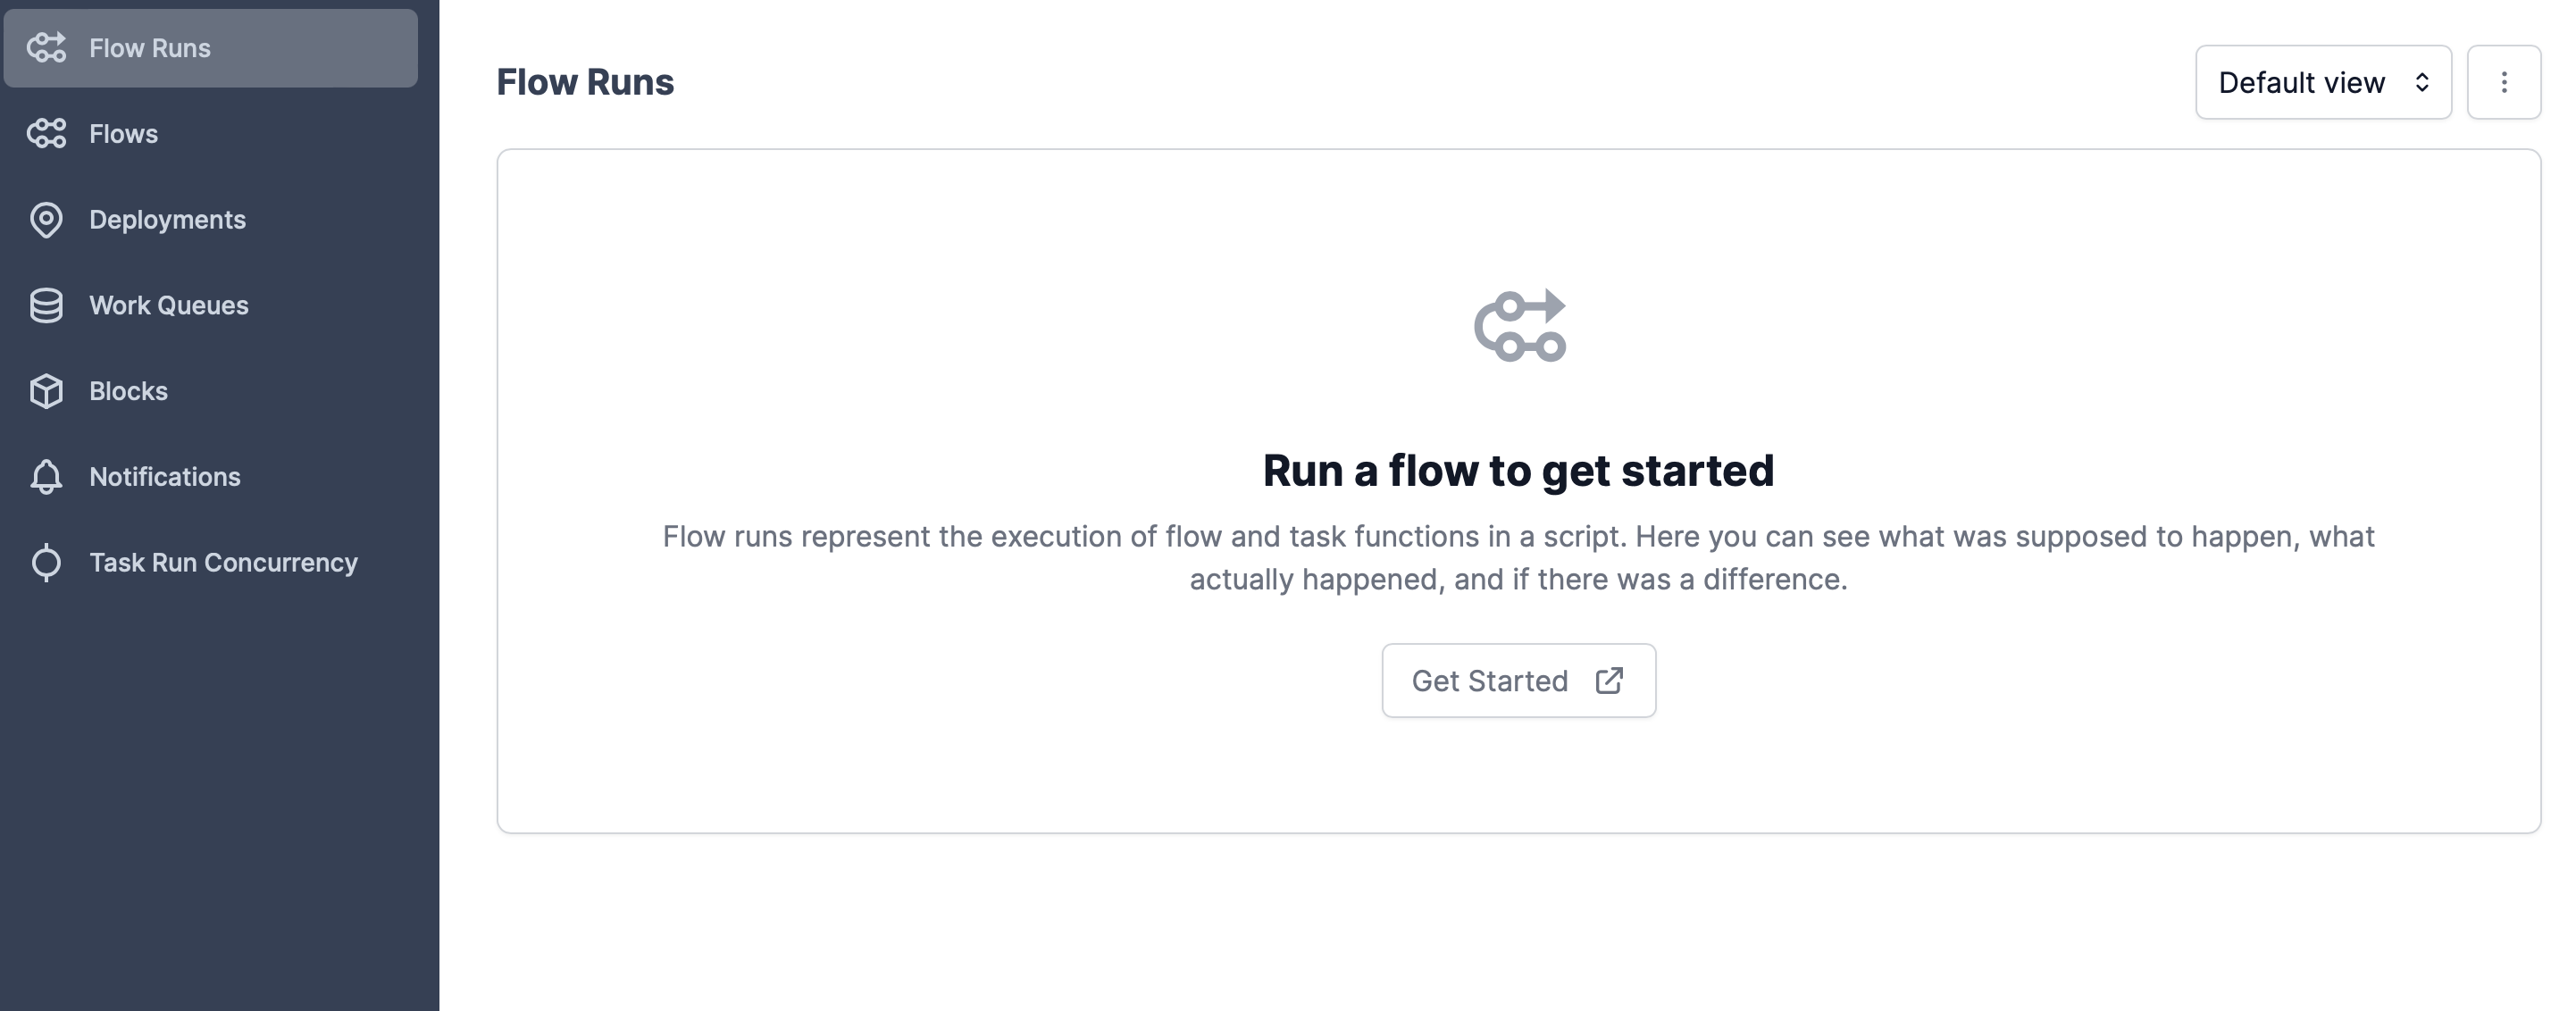 Flow Runs
Flows
Deployments
Work Queues
Blocks
Notifications
Task Run Concurrency
Flow Runs
Default view
Run a flow to get started
Flow runs represent the execution of flow and task functions in a script. Here you can see what was supposed to happen, what
actually happened, and if there was a difference.
Get Started